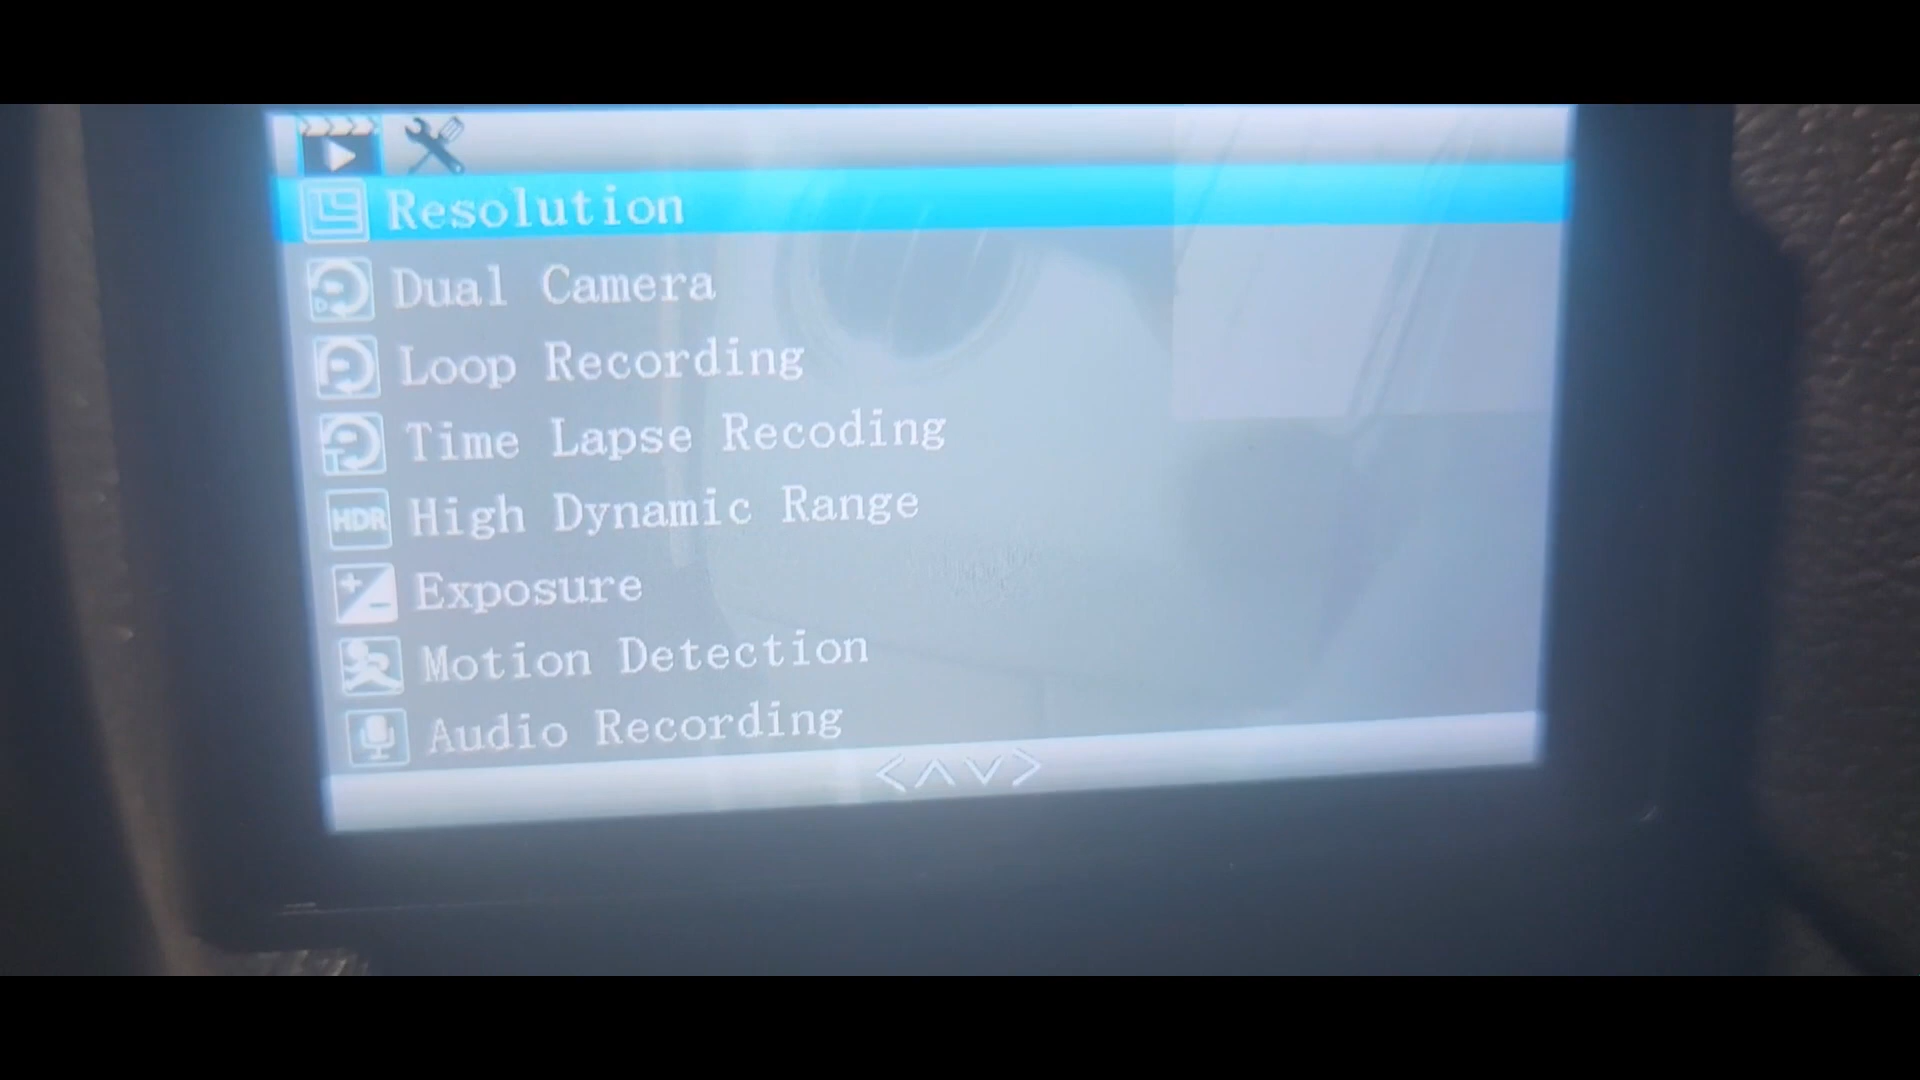 Resolution
Dual Camera
Loop Recording
Time Lapse Recoding
HDR High Dynamic Range
Exposure
Motion Detection
Audio Recording